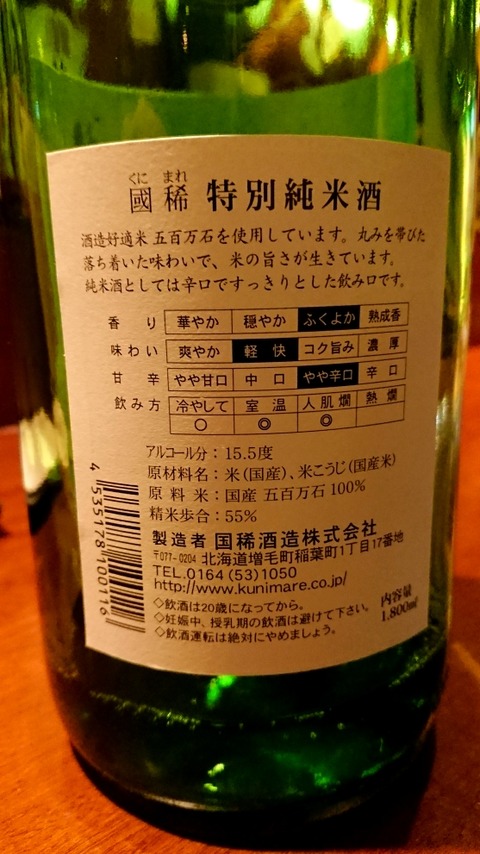 くに まれ
國稀 特別純米酒
酒造好適米 五百万石を使用しています。丸みを帯びた
落ち着いた味わいで、米の旨さが生きています。
純米酒としては辛口ですっきりとした飲み口です。
香り 華やか 穏やか ふくよか 熟成香
味わい 爽やか 軽快 コク旨み 濃厚
甘辛 やや甘口 中口 やや辛口 辛口
飲み方 冷やして 室温 人肌燗 熱燗
○ ◎ ◎
アルコール分：15.5度
原材料名：米(国産)、米こうじ(国産米)
原料米：国産 五百万石 100%
精米歩合：55%
製造者 国稀酒造株式会社
〒077-0204 北海道増毛町稲葉町1丁目17番地
TEL.0164(53)1050
http://www.kunimare.co.jp/
◇飲酒は20歳になってから。
◇妊娠中、授乳期の飲酒は避けて下さい。
◇飲酒運転は絶対にやめましょう。
内容量
1,800ml
4 535178 100116